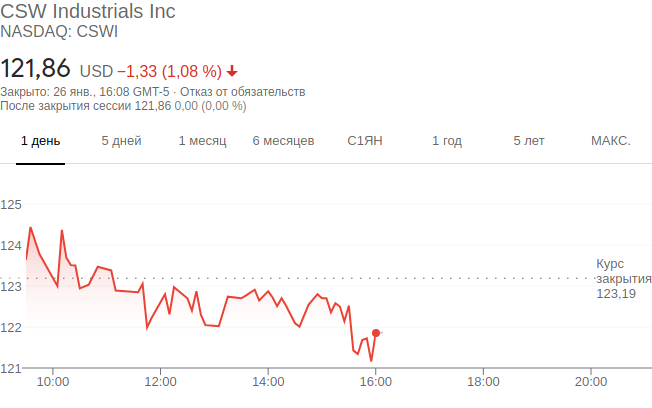 CSW Industrials Inc
NASDAQ: CSWI
121,86 USD −1,33 (1,08 %)
Закрыто: 26 янв., 16:08 GMT-5 · Отказ от обязательств
После закрытия сессии 121,86 0,00 (0,00 %)
1 день 5 дней 1 месяц 6 месяцев С1ЯН 1 год 5 лет МАКС.
125
124
Курс
закрытия
123,19
123
122
121
10:00 12:00 14:00 16:00 18:00 20:00